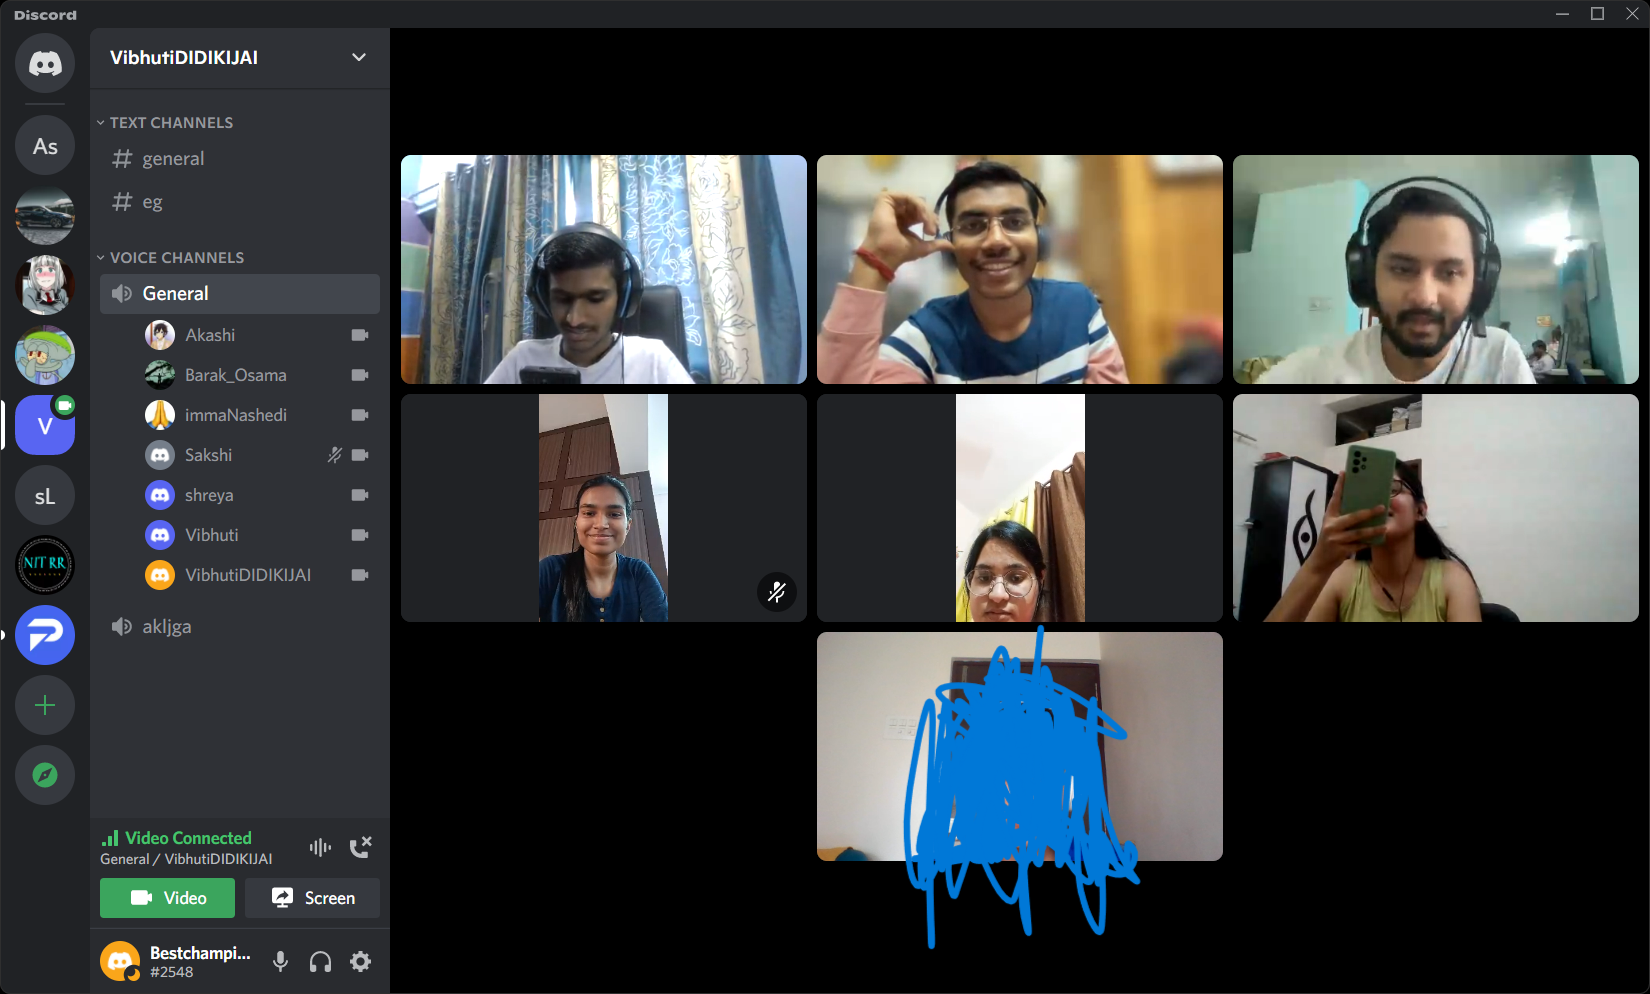 Discord
VibhutiDIDIKIJAI
TEXT CHANNELS
general
eg
VOICE CHANNELS
General
Akashi
Barak_Osama
immaNashedi
Sakshi
shreya
Vibhuti
VibhutiDIDIKIJAI
akljga
As
V
sL
NIT RR
Video Connected
General / VibhutiDIDIKIJAI
Video
Screen
Bestchampi...
#2548